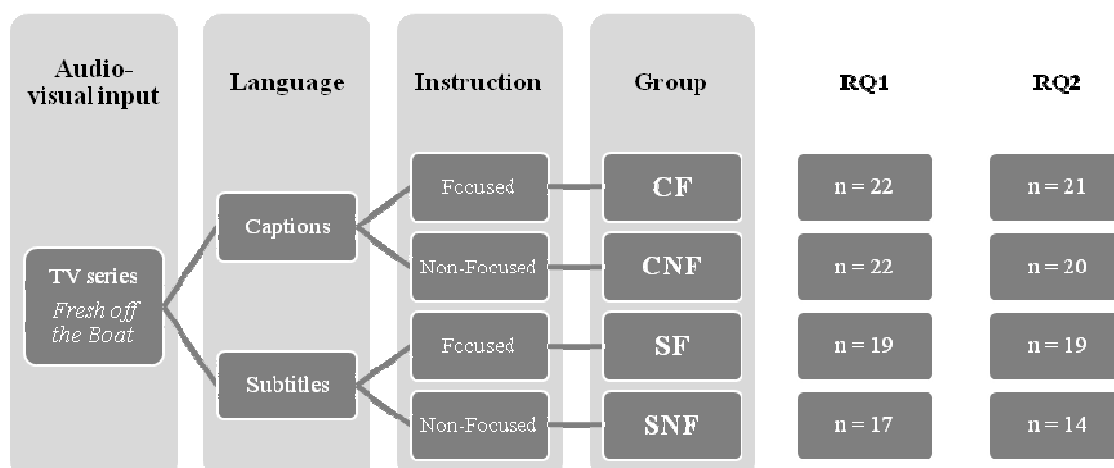 Audio-
visual input
Language
Instruction
Group
RQ1
RQ2
TV series
Fresh off
the Boat
Captions
Subtitles
Focused
CF
n = 22
n = 21
Non-Focused
CNF
n = 22
n = 20
Focused
SF
n = 19
n = 19
Non-Focused
SNF
n = 17
n = 14